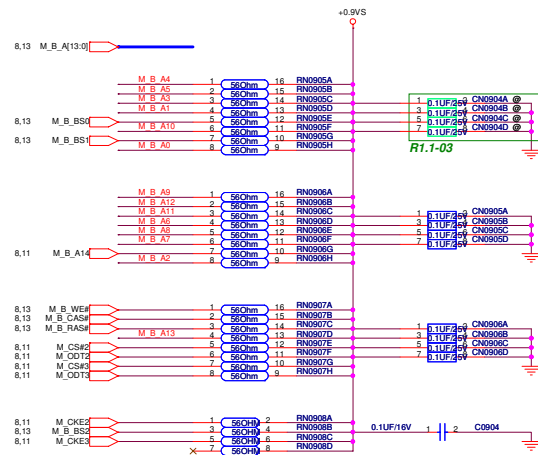 +0.9VS
8,13 M_B_A[13:0]
M_B_A4 1 56Ohm 16 RN0905A
M_B_A5 2 56Ohm 15 RN0905B
M_B_A3 3 56Ohm 14 RN0905C 1 0.1UF/25V CN0904A @
M_B_A1 4 56Ohm 13 RN0905D 3 0.1UF/25V CN0904B @
8,13 M_B_BS0 5 56Ohm 12 RN0905E 5 0.1UF/25V CN0904C @
M_B_A10 6 56Ohm 11 RN0905F 7 0.1UF/25V CN0904D @
8,13 M_B_BS1 7 56Ohm 10 RN0905G
M_B_A0 8 56Ohm 9 RN0905H
R1.1-03
M_B_A9 1 56Ohm 16 RN0906A
M_B_A12 2 56Ohm 15 RN0906B
M_B_A11 3 56Ohm 14 RN0906C 1 0.1UF/25V CN0905A
M_B_A6 4 56Ohm 13 RN0906D 3 0.1UF/25V CN0905B
M_B_A8 5 56Ohm 12 RN0906E 5 0.1UF/25V CN0905C
M_B_A7 6 56Ohm 11 RN0906F 7 0.1UF/25V CN0905D
8,11 M_B_A14 7 56Ohm 10 RN0906G
M_B_A2 8 56Ohm 9 RN0906H
8,13 M_B_WE# 1 56Ohm 16 RN0907A
8,13 M_B_CAS# 2 56Ohm 15 RN0907B
8,13 M_B_RAS# 3 56Ohm 14 RN0907C 1 0.1UF/25V CN0906A
M_B_A13 4 56Ohm 13 RN0907D 3 0.1UF/25V CN0906B
8,11 M_CS#2 5 56Ohm 12 RN0907E 5 0.1UF/25V CN0906C
8,11 M_ODT2 6 56Ohm 11 RN0907F 7 0.1UF/25V CN0906D
8,11 M_CS#3 7 56Ohm 10 RN0907G
8,11 M_ODT3 8 56Ohm 9 RN0907H
8,11 M_CKE2 1 56OHM 2 RN0908A
8,13 M_B_BS2 3 56OHM 4 RN0908B 0.1UF/16V 1 2 C0904
8,11 M_CKE3 5 56OHM 6 RN0908C
7 56OHM 8 RN0908D